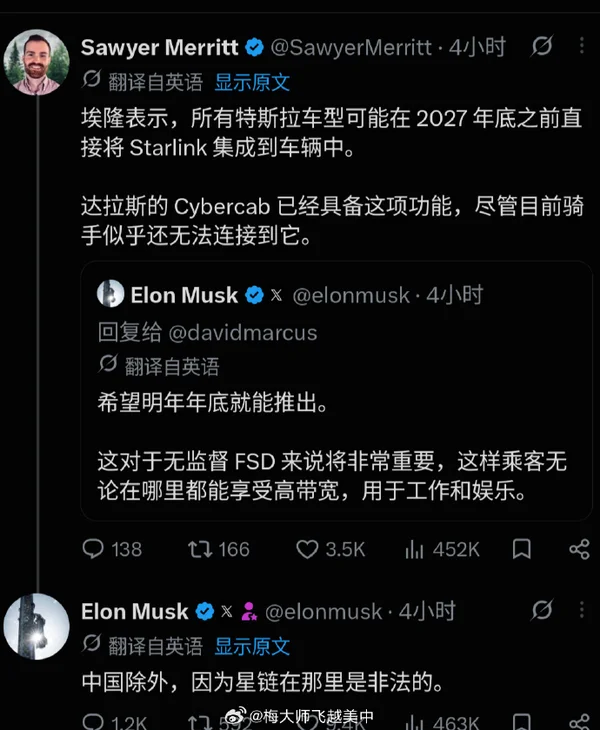 Sawyer Merritt @SawyerMerritt · 4小时
翻译自英语 显示原文
埃隆表示，所有特斯拉车型可能在 2027 年底之前直
接将 Starlink 集成到车辆中。
达拉斯的 Cybercab 已经具备这项功能，尽管目前骑
手似乎还无法连接到它。
Elon Musk X @elonmusk · 4小时
回复给 @davidmarcus
翻译自英语
希望明年年底就能推出。
这对于无监督 FSD 来说将非常重要，这样乘客无
论在哪里都能享受高带宽，用于工作和娱乐。
138 166 3.5K 452K
Elon Musk X @elonmusk · 4小时
翻译自英语 显示原文
中国除外，因为星链在那里是非法的。
@梅大师飞越美中
1.2K 592 9.4K 463K